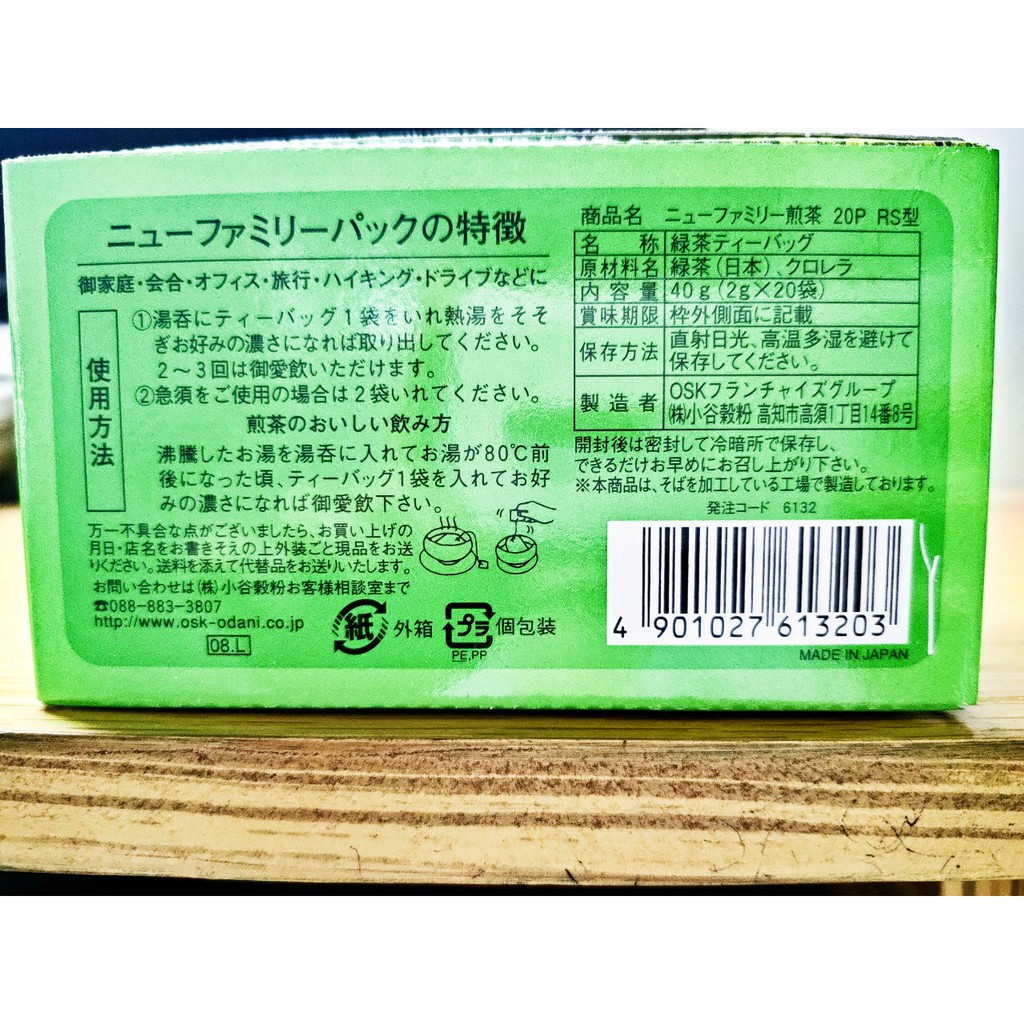 ニューファミリーパックの特徴
御家庭・会合・オフィス・旅行・ハイキング・ドライブなどに
使用方法
①湯呑にティーバッグ1袋をいれ熱湯をそそ
ぎお好みの濃さになれば取り出してください。
2〜3回は御愛飲いただけます。
②急須をご使用の場合は2袋いれてください。
煎茶のおいしい飲み方
沸騰したお湯を湯呑に入れてお湯が80℃前
後になった頃、ティーバッグ1袋を入れてお好
みの濃さになれば御愛飲下さい。
万一不具合な点がございましたら、お買い上げの
月日・店名をお書きそえの上外装ごと現品をお送
りください。送料を添えて代替品をお送りいたします。
お問い合わせは(株)小谷穀粉お客様相談室まで
☎088-883-3807
http://www.osk-odani.co.jp
08.L
紙 外箱
プラ 個包装
PE,PP
商品名 ニューファミリー煎茶 20P RS型
名称 緑茶ティーバッグ
原材料名 緑茶(日本)、クロレラ
内容量 40g(2g×20袋)
賞味期限 枠外側面に記載
保存方法 直射日光、高温多湿を避けて
保存してください。
製造者 OSKフランチャイズグループ
㈱小谷穀粉 高知市高須1丁目14番8号
開封後は密封して冷暗所で保存し、
できるだけお早めにお召し上がり下さい。
※本商品は、そばを加工している工場で製造しております。
発注コード 6132
4 901027 613203
MADE IN JAPAN